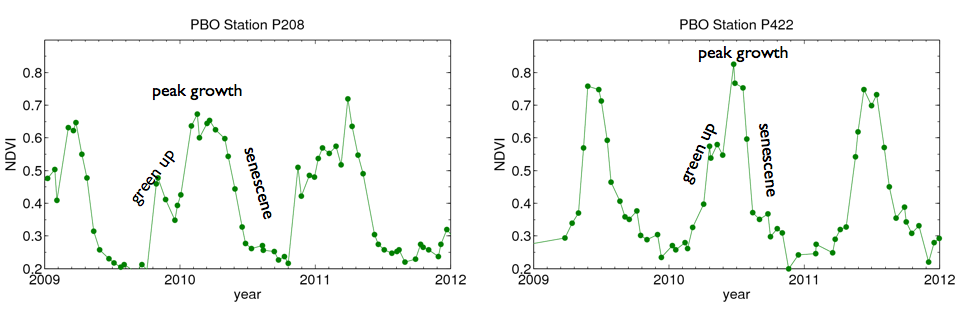 PBO Station P208
NDVI
0.8
0.7
0.6
0.5
0.4
0.3
0.2
peak growth
green up
senescene
2009
2010
2011
2012
year
PBO Station P422
NDVI
0.8
0.7
0.6
0.5
0.4
0.3
0.2
peak growth
green up
senescene
2009
2010
2011
2012
year